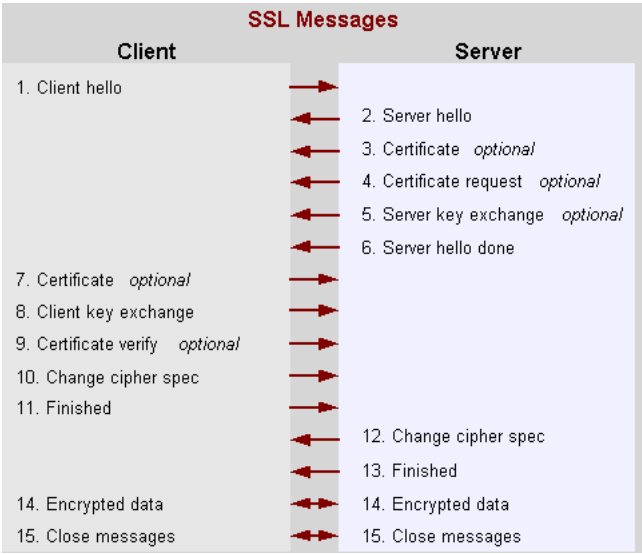 SSL Messages
Client Server
1. Client hello
2. Server hello
3. Certificate optional
4. Certificate request optional
5. Server key exchange optional
6. Server hello done
7. Certificate optional
8. Client key exchange
9. Certificate verify optional
10. Change cipher spec
11. Finished
12. Change cipher spec
13. Finished
14. Encrypted data 14. Encrypted data
15. Close messages 15. Close messages